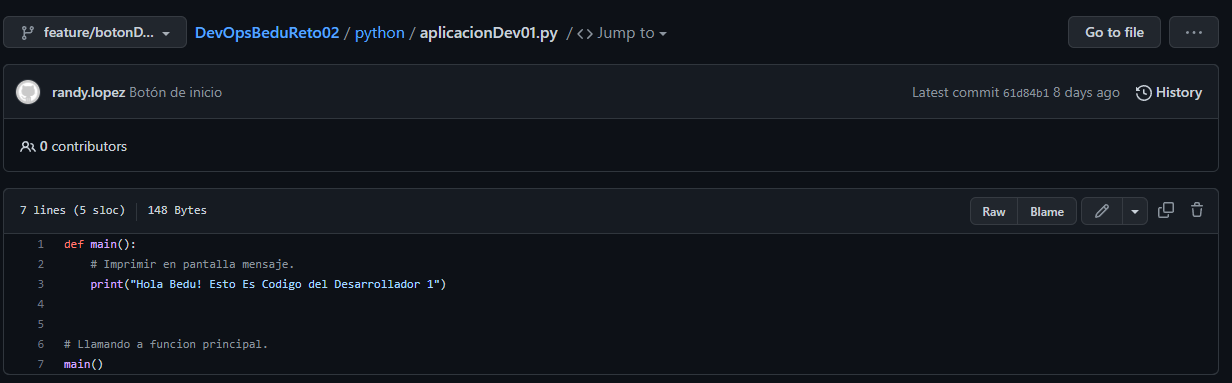 feature/botonD... DevOpsBeduReto02 / python / aplicacionDev01.py / <> Jump to Go to file ...
randy.lopez Botón de inicio Latest commit 61d84b1 8 days ago History
0 contributors
7 lines (5 sloc) 148 Bytes Raw Blame
1 def main():
2 # Imprimir en pantalla mensaje.
3 print("Hola Bedu! Esto Es Codigo del Desarrollador 1")
4
5
6 # Llamando a funcion principal.
7 main()